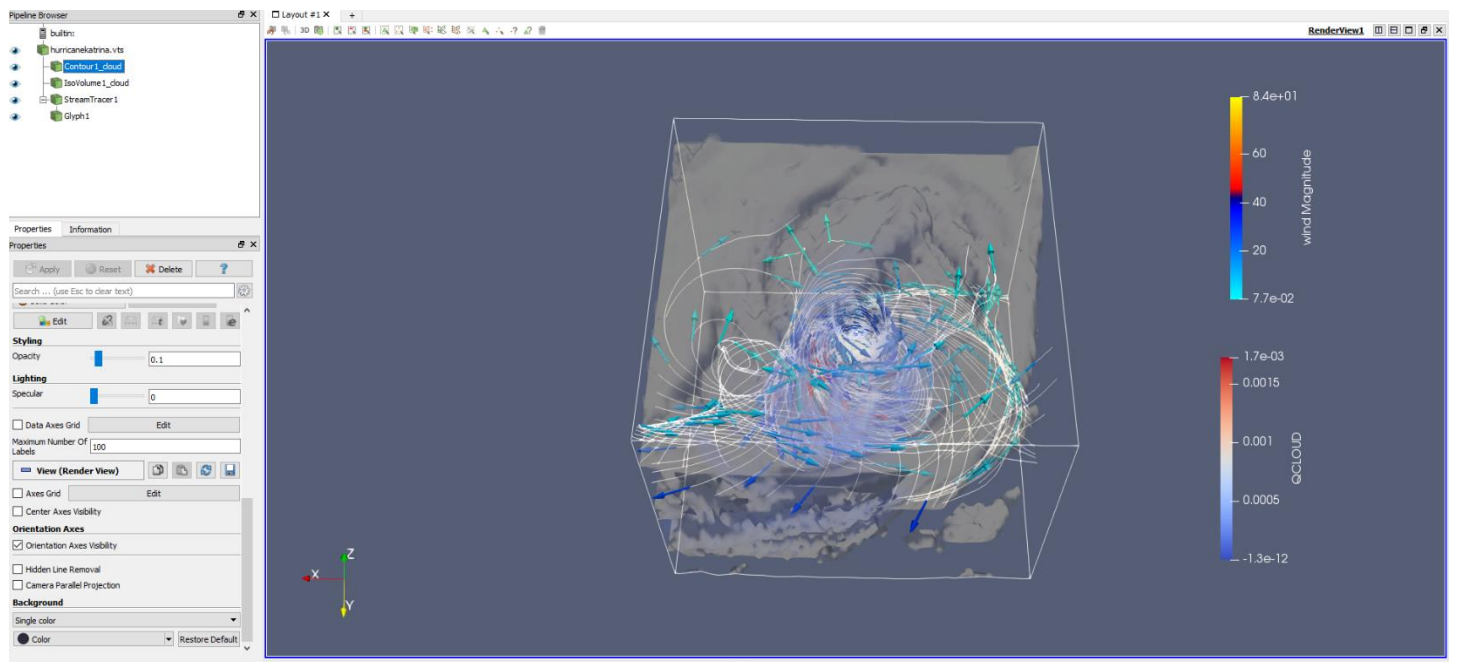 Pipeline Browser
builtin:
hurricanekatrina.vts
Contour1_cloud
IsoVolume1_cloud
StreamTracer1
Glyph1
Properties Information
Properties
Apply Reset Delete ?
Search ... (use Esc to clear text)
Edit
Styling
Opacity 0.1
Lighting
Specular 0
Data Axes Grid Edit
Maximum Number Of
Labels 100
View (Render View)
Axes Grid Edit
Center Axes Visibility
Orientation Axes
Orientation Axes Visibility
Hidden Line Removal
Camera Parallel Projection
Background
Single color
Color Restore Default
Layout #1 X +
3D
RenderView1
8.4e+01
60
40
20
7.7e-02
wind Magnitude
1.7e-03
0.0015
0.001
0.0005
-1.3e-12
QCLOUD
Z
X
Y